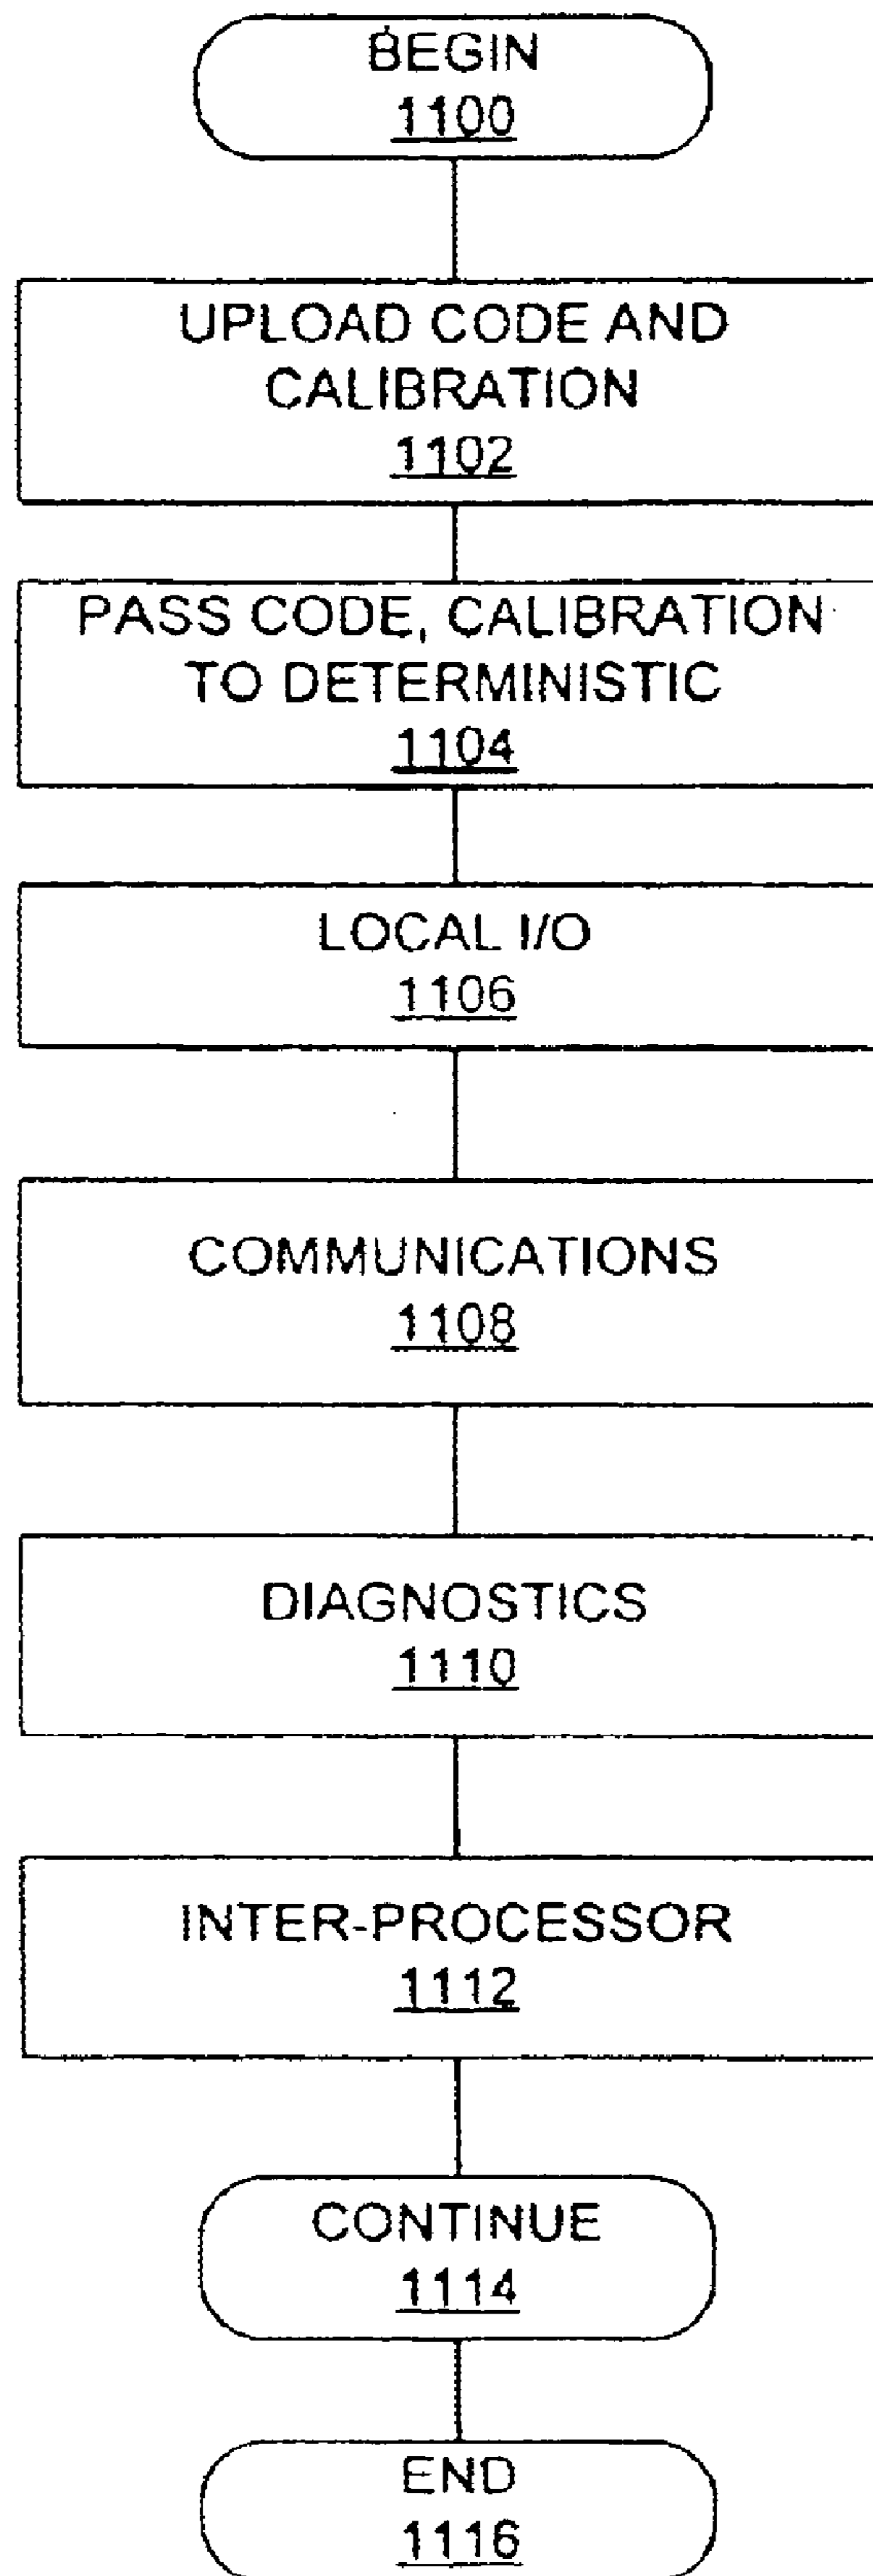 BEGIN
1100
UPLOAD CODE AND
CALIBRATION
1102
PASS CODE, CALIBRATION
TO DETERMINISTIC
1104
LOCAL I/O
1106
COMMUNICATIONS
1108
DIAGNOSTICS
1110
INTER-PROCESSOR
1112
CONTINUE
1114
END
1116